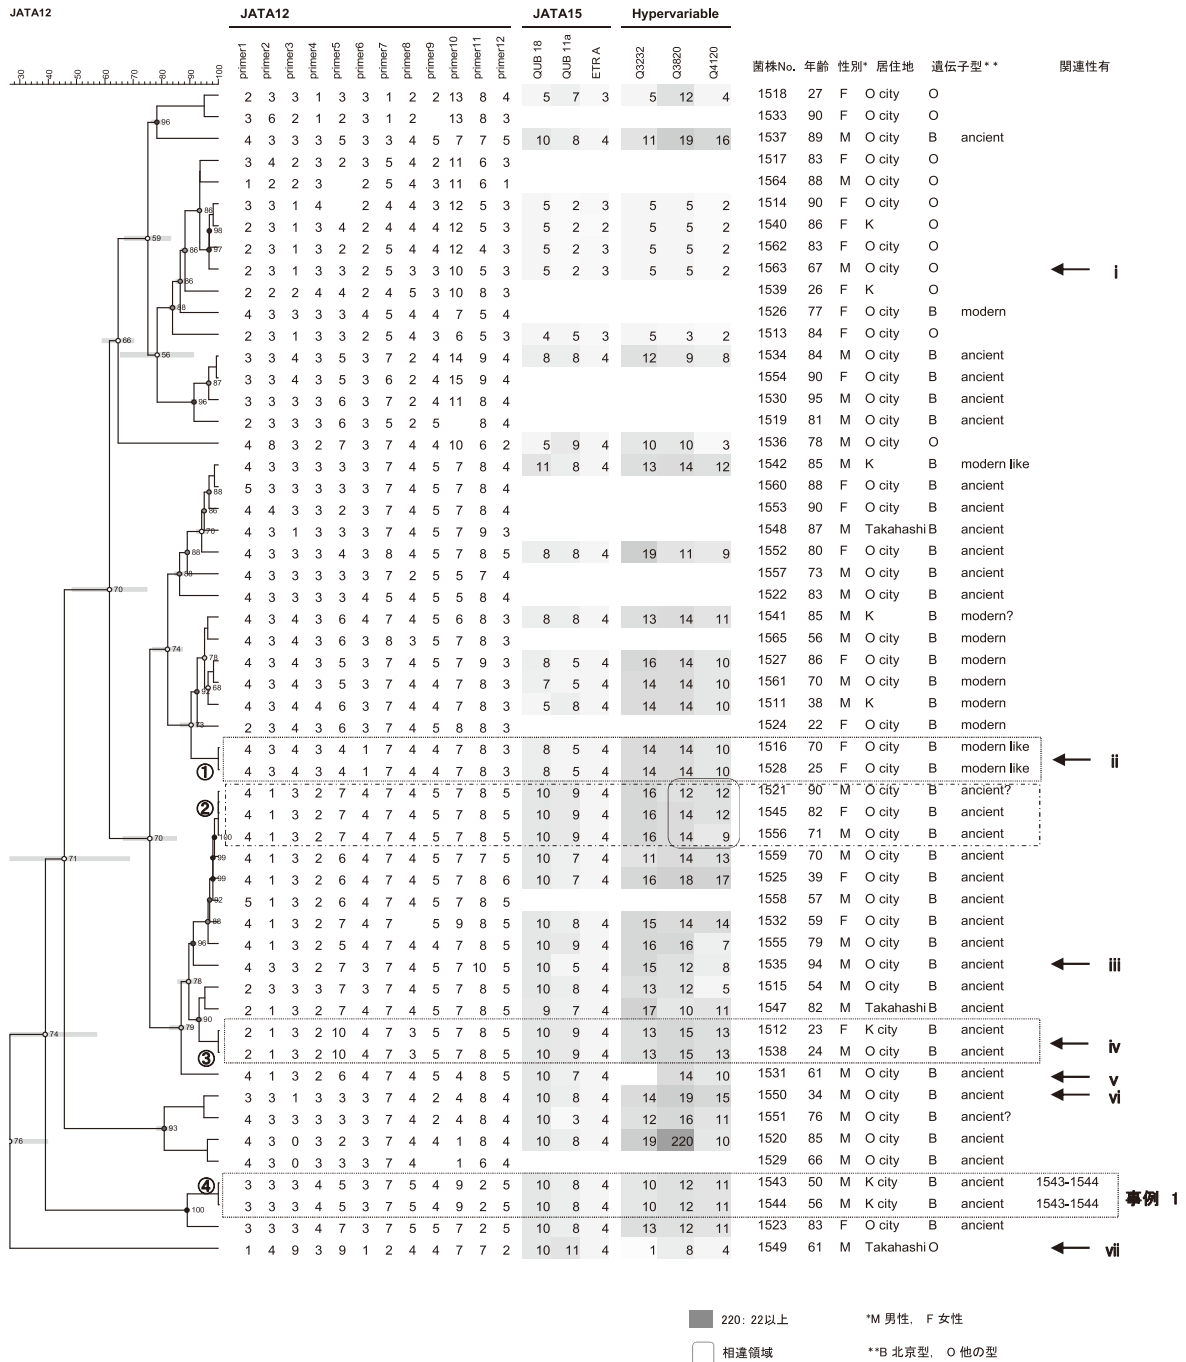 JATA12
JATA12 JATA15 Hypervariable
primer1 primer2 primer3 primer4 primer5 primer6 primer7 primer8 primer9 primer10 primer11 primer12 QUB 18 QUB 11a ETR A Q3232 Q3820 Q4120
30 40 50 60 70 80 90 100
菌株No. 年齢 性別* 居住地 遺伝子型** 関連性有
2 3 3 1 3 3 1 2 2 13 8 4 5 7 3 5 12 4 1518 27 F O city O
3 6 2 1 2 3 1 2 13 8 3 1533 90 F O city O
96
4 3 3 3 5 3 3 4 5 7 7 5 10 8 4 11 19 16 1537 89 M O city B ancient
3 4 2 3 2 3 5 4 2 11 6 3 1517 83 F O city O
1 2 2 3 2 5 4 3 11 6 1 1564 88 M O city O
86
3 3 1 4 2 4 4 3 12 5 3 5 2 3 5 5 2 1514 90 F O city O
98
2 3 1 3 4 2 4 4 4 12 5 3 5 2 2 5 5 2 1540 86 F K O
59 86 97
2 3 1 3 2 2 5 4 4 12 4 3 5 2 3 5 5 2 1562 83 F O city O
2 3 1 3 3 2 5 3 3 10 5 3 5 2 3 5 5 2 1563 67 M O city O i
86
2 2 2 4 4 2 4 5 3 10 8 3 1539 26 F K O
88
4 3 3 3 3 4 5 4 4 7 5 4 1526 77 F O city B modern
2 3 1 3 3 2 5 4 3 6 5 3 4 5 3 5 3 2 1513 84 F O city O
66 56
3 3 4 3 5 3 7 2 4 14 9 4 8 8 4 12 9 8 1534 84 M O city B ancient
87
3 3 4 3 5 3 6 2 4 15 9 4 1554 90 F O city B ancient
96
3 3 3 3 6 3 7 2 4 11 8 4 1530 95 M O city B ancient
2 3 3 3 6 3 5 2 5 8 4 1519 81 M O city B ancient
4 8 3 2 7 3 7 4 4 10 6 2 5 9 4 10 10 3 1536 78 M O city O
4 3 3 3 3 3 7 4 5 7 8 4 11 8 4 13 14 12 1542 85 M K B modern like
88
5 3 3 3 3 3 7 4 5 7 8 4 1560 88 F O city B ancient
86
4 4 3 3 2 3 7 4 5 7 8 4 1553 90 F O city B ancient
70
4 3 1 3 3 3 7 4 5 7 9 3 1548 87 M Takahashi B ancient
88
4 3 3 3 4 3 8 4 5 7 8 5 8 8 4 19 11 9 1552 80 F O city B ancient
88
4 3 3 3 3 3 7 2 5 5 7 4 1557 73 M O city B ancient
70
4 3 3 3 3 4 5 4 5 5 8 4 1522 83 M O city B ancient
4 3 4 3 6 4 7 4 5 6 8 3 8 8 4 13 14 11 1541 85 M K B modern?
74
4 3 4 3 6 3 8 3 5 7 8 3 1565 56 M O city B modern
78
4 3 4 3 5 3 7 4 5 7 9 3 8 5 4 16 14 10 1527 86 F O city B modern
68
4 3 4 3 5 3 7 4 4 7 8 3 7 5 4 14 14 10 1561 70 M O city B modern
92
4 3 4 4 6 3 7 4 4 7 8 3 5 8 4 14 14 10 1511 38 M K B modern
73
2 3 4 3 6 3 7 4 5 8 8 3 1524 22 F O city B modern
4 3 4 3 4 1 7 4 4 7 8 3 8 5 4 14 14 10 1516 70 F O city B modern like
① ii
4 3 4 3 4 1 7 4 4 7 8 3 8 5 4 14 14 10 1528 25 F O city B modern like
4 1 3 2 7 4 7 4 5 7 8 5 10 9 4 16 12 12 1521 90 M O city B ancient?
②
4 1 3 2 7 4 7 4 5 7 8 5 10 9 4 16 14 12 1545 82 F O city B ancient
70 100
4 1 3 2 7 4 7 4 5 7 8 5 10 9 4 16 14 9 1556 71 M O city B ancient
99
4 1 3 2 6 4 7 4 5 7 7 5 10 7 4 11 14 13 1559 70 M O city B ancient
71 99
4 1 3 2 6 4 7 4 5 7 8 6 10 7 4 16 18 17 1525 39 F O city B ancient
92
5 1 3 2 6 4 7 4 5 7 8 5 1558 57 M O city B ancient
88
4 1 3 2 7 4 7 5 9 8 5 10 8 4 15 14 14 1532 59 F O city B ancient
96
4 1 3 2 5 4 7 4 4 7 8 5 10 9 4 16 16 7 1555 79 M O city B ancient
4 3 3 2 7 3 7 4 5 7 10 5 10 5 4 15 12 8 1535 94 M O city B ancient iii
78
2 3 3 3 7 3 7 4 5 7 8 5 10 8 4 13 12 5 1515 54 M O city B ancient
90
2 1 3 2 7 4 7 4 5 7 8 5 9 7 4 17 10 11 1547 82 M Takahashi B ancient
74 79
2 1 3 2 10 4 7 3 5 7 8 5 10 9 4 13 15 13 1512 23 F K city B ancient
③ iv
2 1 3 2 10 4 7 3 5 7 8 5 10 9 4 13 15 13 1538 24 M O city B ancient
4 1 3 2 6 4 7 4 5 4 8 5 10 7 4 14 10 1531 61 M O city B ancient v
3 3 1 3 3 3 7 4 2 4 8 4 10 8 4 14 19 15 1550 34 M O city B ancient vi
4 3 3 3 3 3 7 4 2 4 8 4 10 3 4 12 16 11 1551 76 M O city B ancient?
76 93
4 3 0 3 2 3 7 4 4 1 8 4 10 8 4 19 220 10 1520 85 M O city B ancient
4 3 0 3 3 3 7 4 1 6 4 1529 66 M O city B ancient
3 3 3 4 5 3 7 5 4 9 2 5 10 8 4 10 12 11 1543 50 M K city B ancient 1543-1544
④ 事例 1
3 3 3 4 5 3 7 5 4 9 2 5 10 8 4 10 12 11 1544 56 M K city B ancient 1543-1544
100
3 3 3 4 7 3 7 5 5 7 2 5 10 8 4 13 12 11 1523 83 F O city B ancient
1 4 9 3 9 1 2 4 4 7 7 2 10 11 4 1 8 4 1549 61 M Takahashi O vii
220: 22以上 *M 男性, F 女性
相違領域 **B 北京型, O 他の型